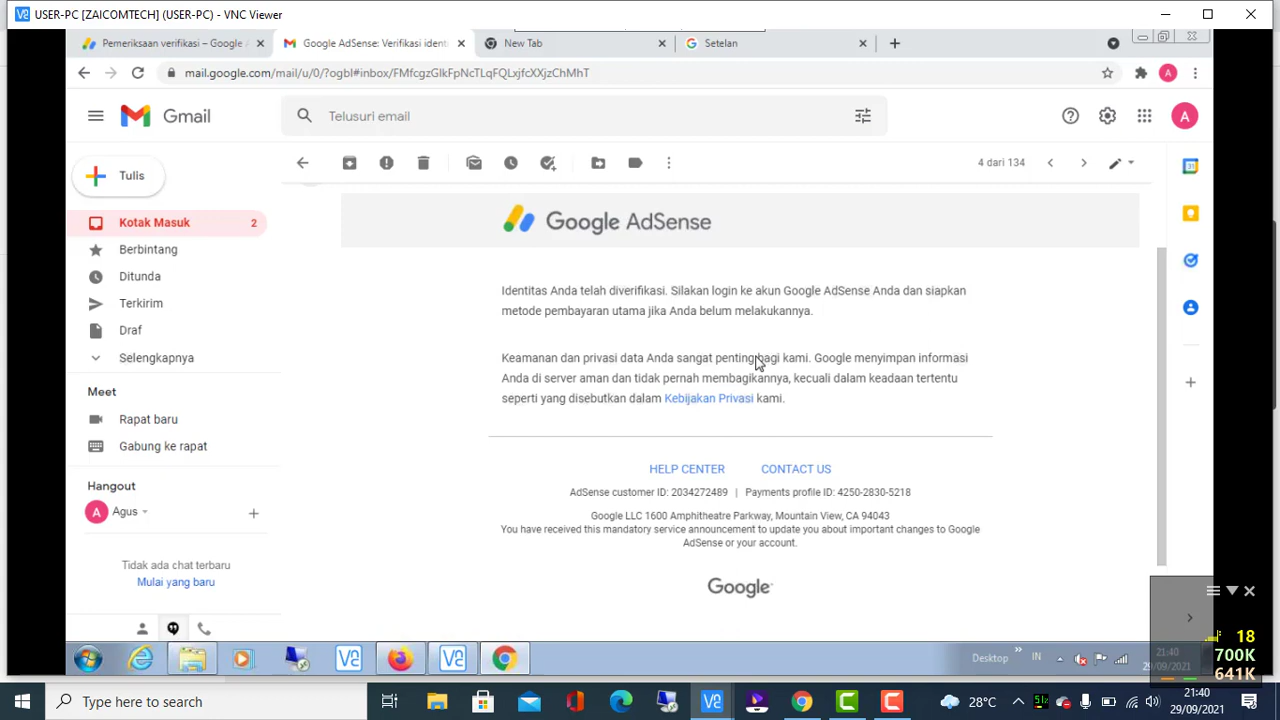 USER-PC [ZAICOMTECH] (USER-PC) - VNC Viewer
Pemeriksaan verifikasi – Google A
Google AdSense: Verifikasi ident
New Tab
Setelan
mail.google.com/mail/u/0/?ogbl#inbox/FMfcgzGlkFpNcTLqFQLxjfcXXjzChMhT
Gmail
Telusuri email
Tulis
4 dari 134
Kotak Masuk 2
Berbintang
Ditunda
Terkirim
Draf
Selengkapnya
Meet
Rapat baru
Gabung ke rapat
Hangout
Agus
Tidak ada chat terbaru
Mulai yang baru
Google AdSense
Identitas Anda telah diverifikasi. Silakan login ke akun Google AdSense Anda dan siapkan
metode pembayaran utama jika Anda belum melakukannya.
Keamanan dan privasi data Anda sangat penting bagi kami. Google menyimpan informasi
Anda di server aman dan tidak pernah membagikannya, kecuali dalam keadaan tertentu
seperti yang disebutkan dalam Kebijakan Privasi kami.
HELP CENTER CONTACT US
AdSense customer ID: 2034272489 | Payments profile ID: 4250-2830-5218
Google LLC 1600 Amphitheatre Parkway, Mountain View, CA 94043
You have received this mandatory service announcement to update you about important changes to Google
AdSense or your account.
Google
18
700K
641K
Desktop
IN
21:40
29/09/2021
Type here to search
28°C
21:40
29/09/2021